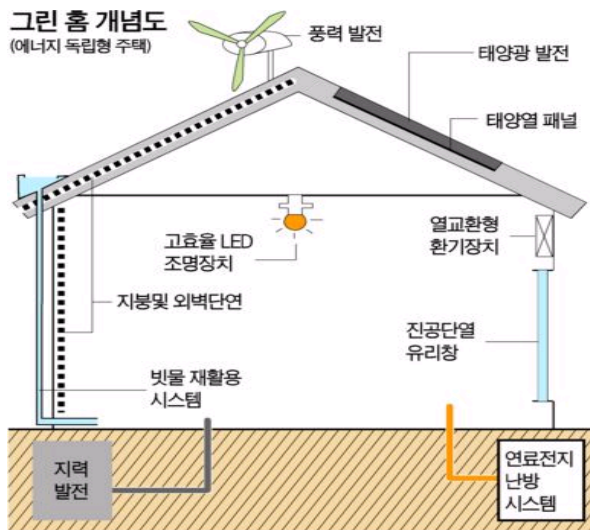 그린 홈 개념도
(에너지 독립형 주택)
풍력 발전
태양광 발전
태양열 패널
고효율 LED
조명장치
열교환형
환기장치
지붕및 외벽단연
진공단열
유리창
빗물 재활용
시스템
지력
발전
연료전지
난방
시스템